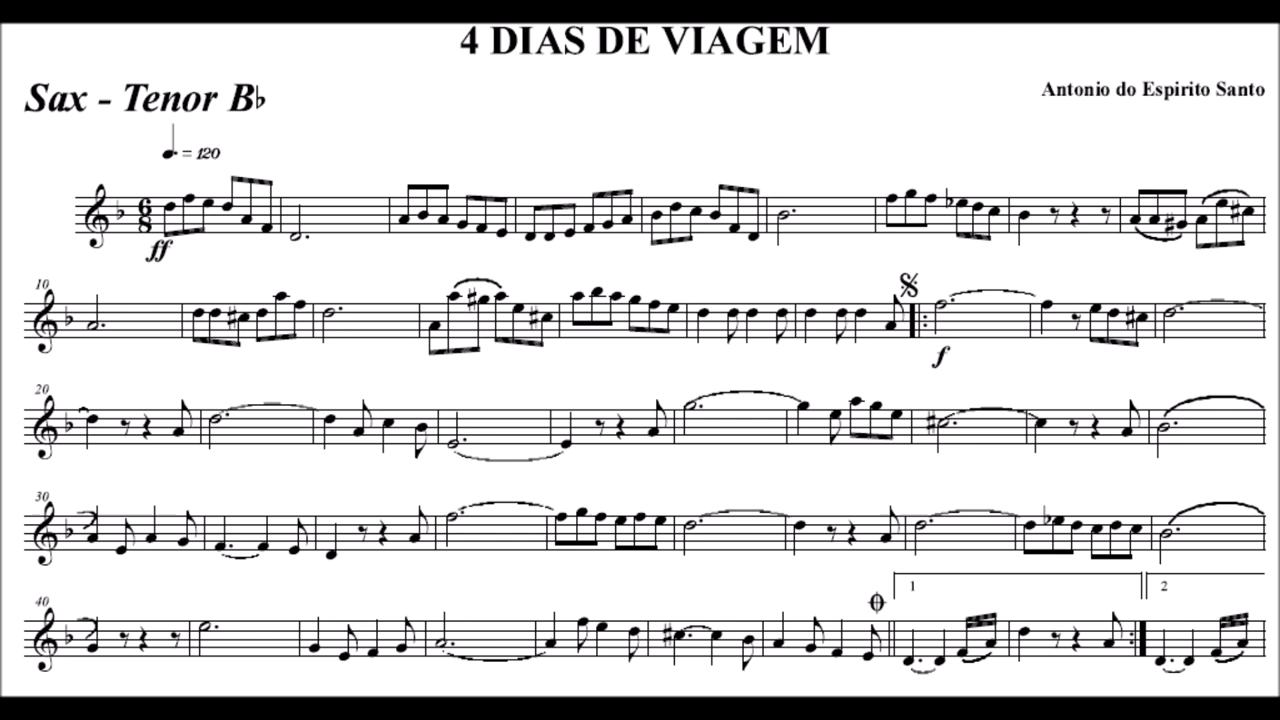 4 DIAS DE VIAGEM
Sax - Tenor B♭
Antonio do Espirito Santo
♩. = 120
6
8
ff
10
f
20
30
1
2
40